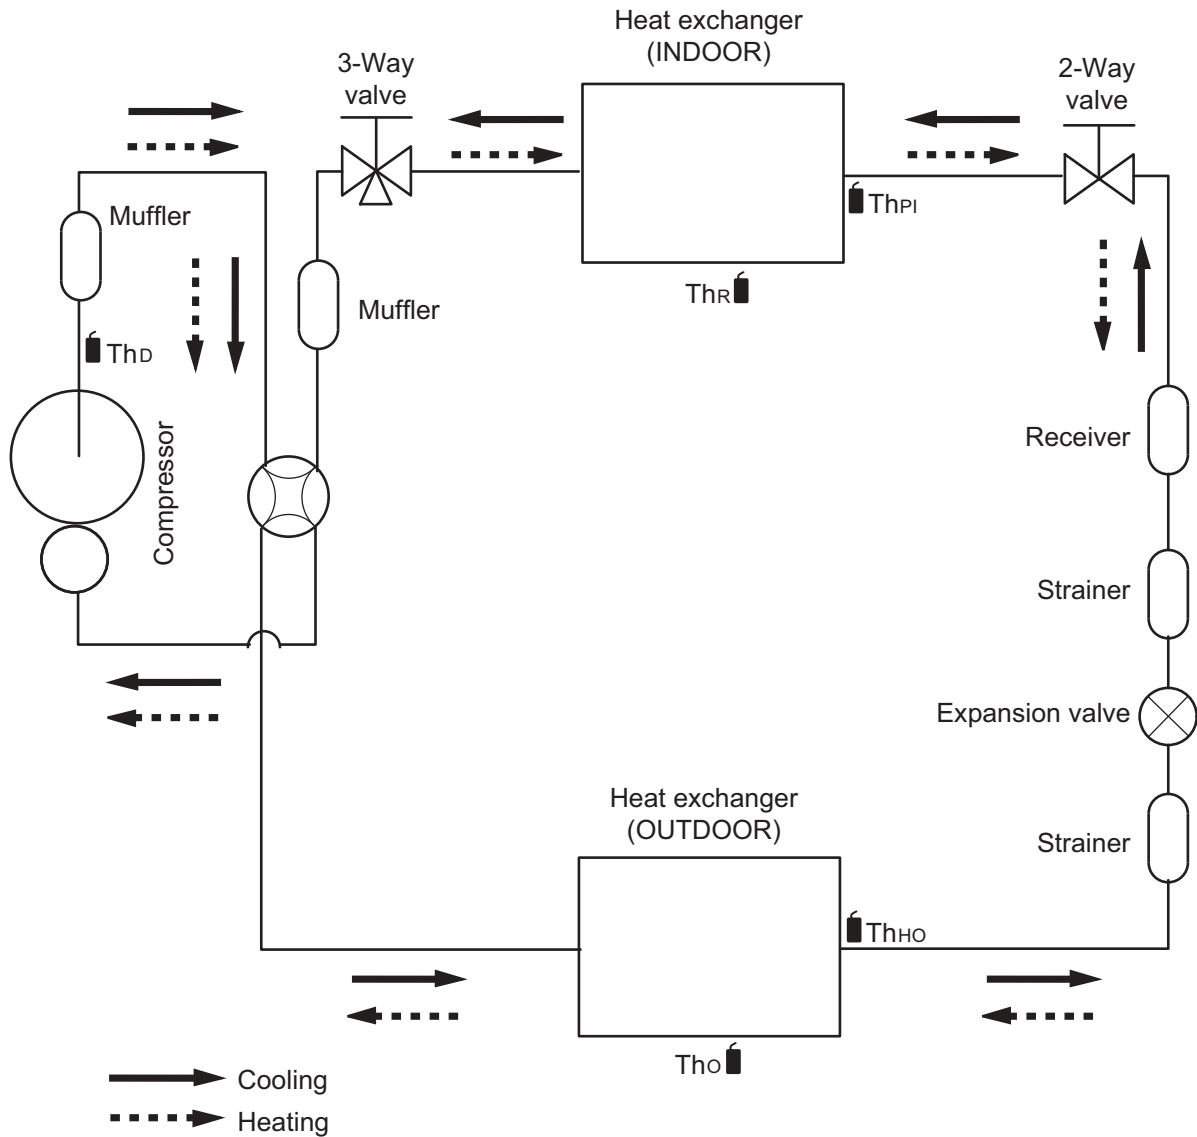 Heat exchanger
(INDOOR)
3-Way
valve
2-Way
valve
Muffler
ThPI
ThR
Muffler
ThD
Compressor
Receiver
Strainer
Expansion valve
Heat exchanger
(OUTDOOR)
Strainer
ThHO
ThO
Cooling
Heating